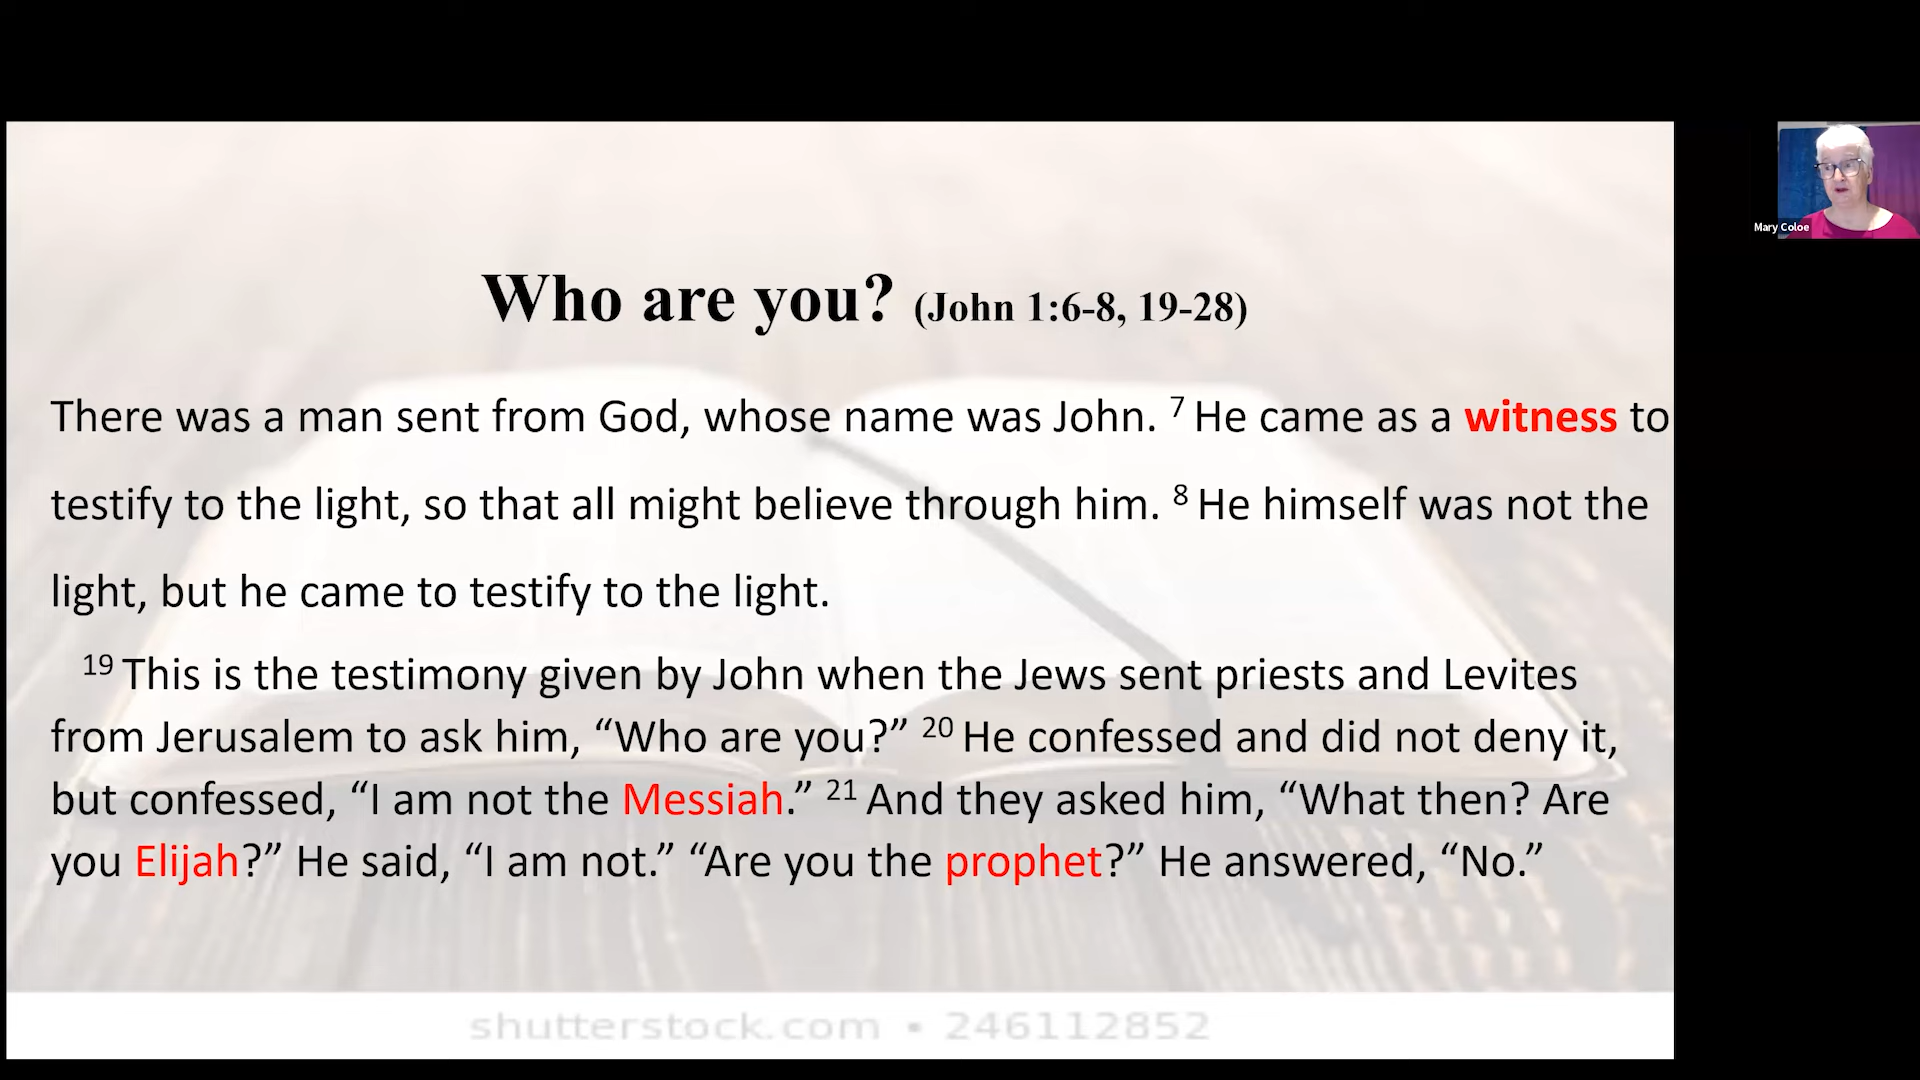 Mary Coloe
Who are you? (John 1:6-8, 19-28)
There was a man sent from God, whose name was John. 7 He came as a witness to
testify to the light, so that all might believe through him. 8 He himself was not the
light, but he came to testify to the light.
19 This is the testimony given by John when the Jews sent priests and Levites
from Jerusalem to ask him, “Who are you?” 20 He confessed and did not deny it,
but confessed, “I am not the Messiah.” 21 And they asked him, “What then? Are
you Elijah?” He said, “I am not.” “Are you the prophet?” He answered, “No.”
shutterstock.com • 246112852